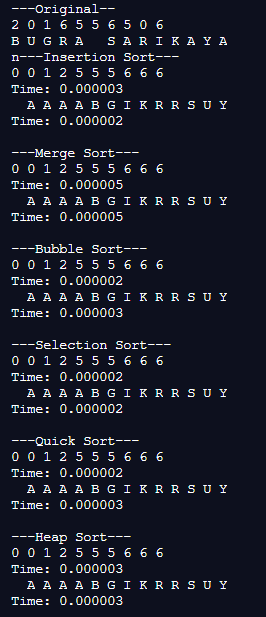 ---Original--
2 0 1 6 5 5 6 5 0 6
B U G R A   S A R I K A Y A
n---Insertion Sort---
0 0 1 2 5 5 5 6 6 6
Time: 0.000003
  A A A A B G I K R R S U Y
Time: 0.000002
---Merge Sort---
0 0 1 2 5 5 5 6 6 6
Time: 0.000005
  A A A A B G I K R R S U Y
Time: 0.000005
---Bubble Sort---
0 0 1 2 5 5 5 6 6 6
Time: 0.000002
  A A A A B G I K R R S U Y
Time: 0.000003
---Selection Sort---
0 0 1 2 5 5 5 6 6 6
Time: 0.000002
  A A A A B G I K R R S U Y
Time: 0.000002
---Quick Sort---
0 0 1 2 5 5 5 6 6 6
Time: 0.000002
  A A A A B G I K R R S U Y
Time: 0.000003
---Heap Sort---
0 0 1 2 5 5 5 6 6 6
Time: 0.000003
  A A A A B G I K R R S U Y
Time: 0.000003